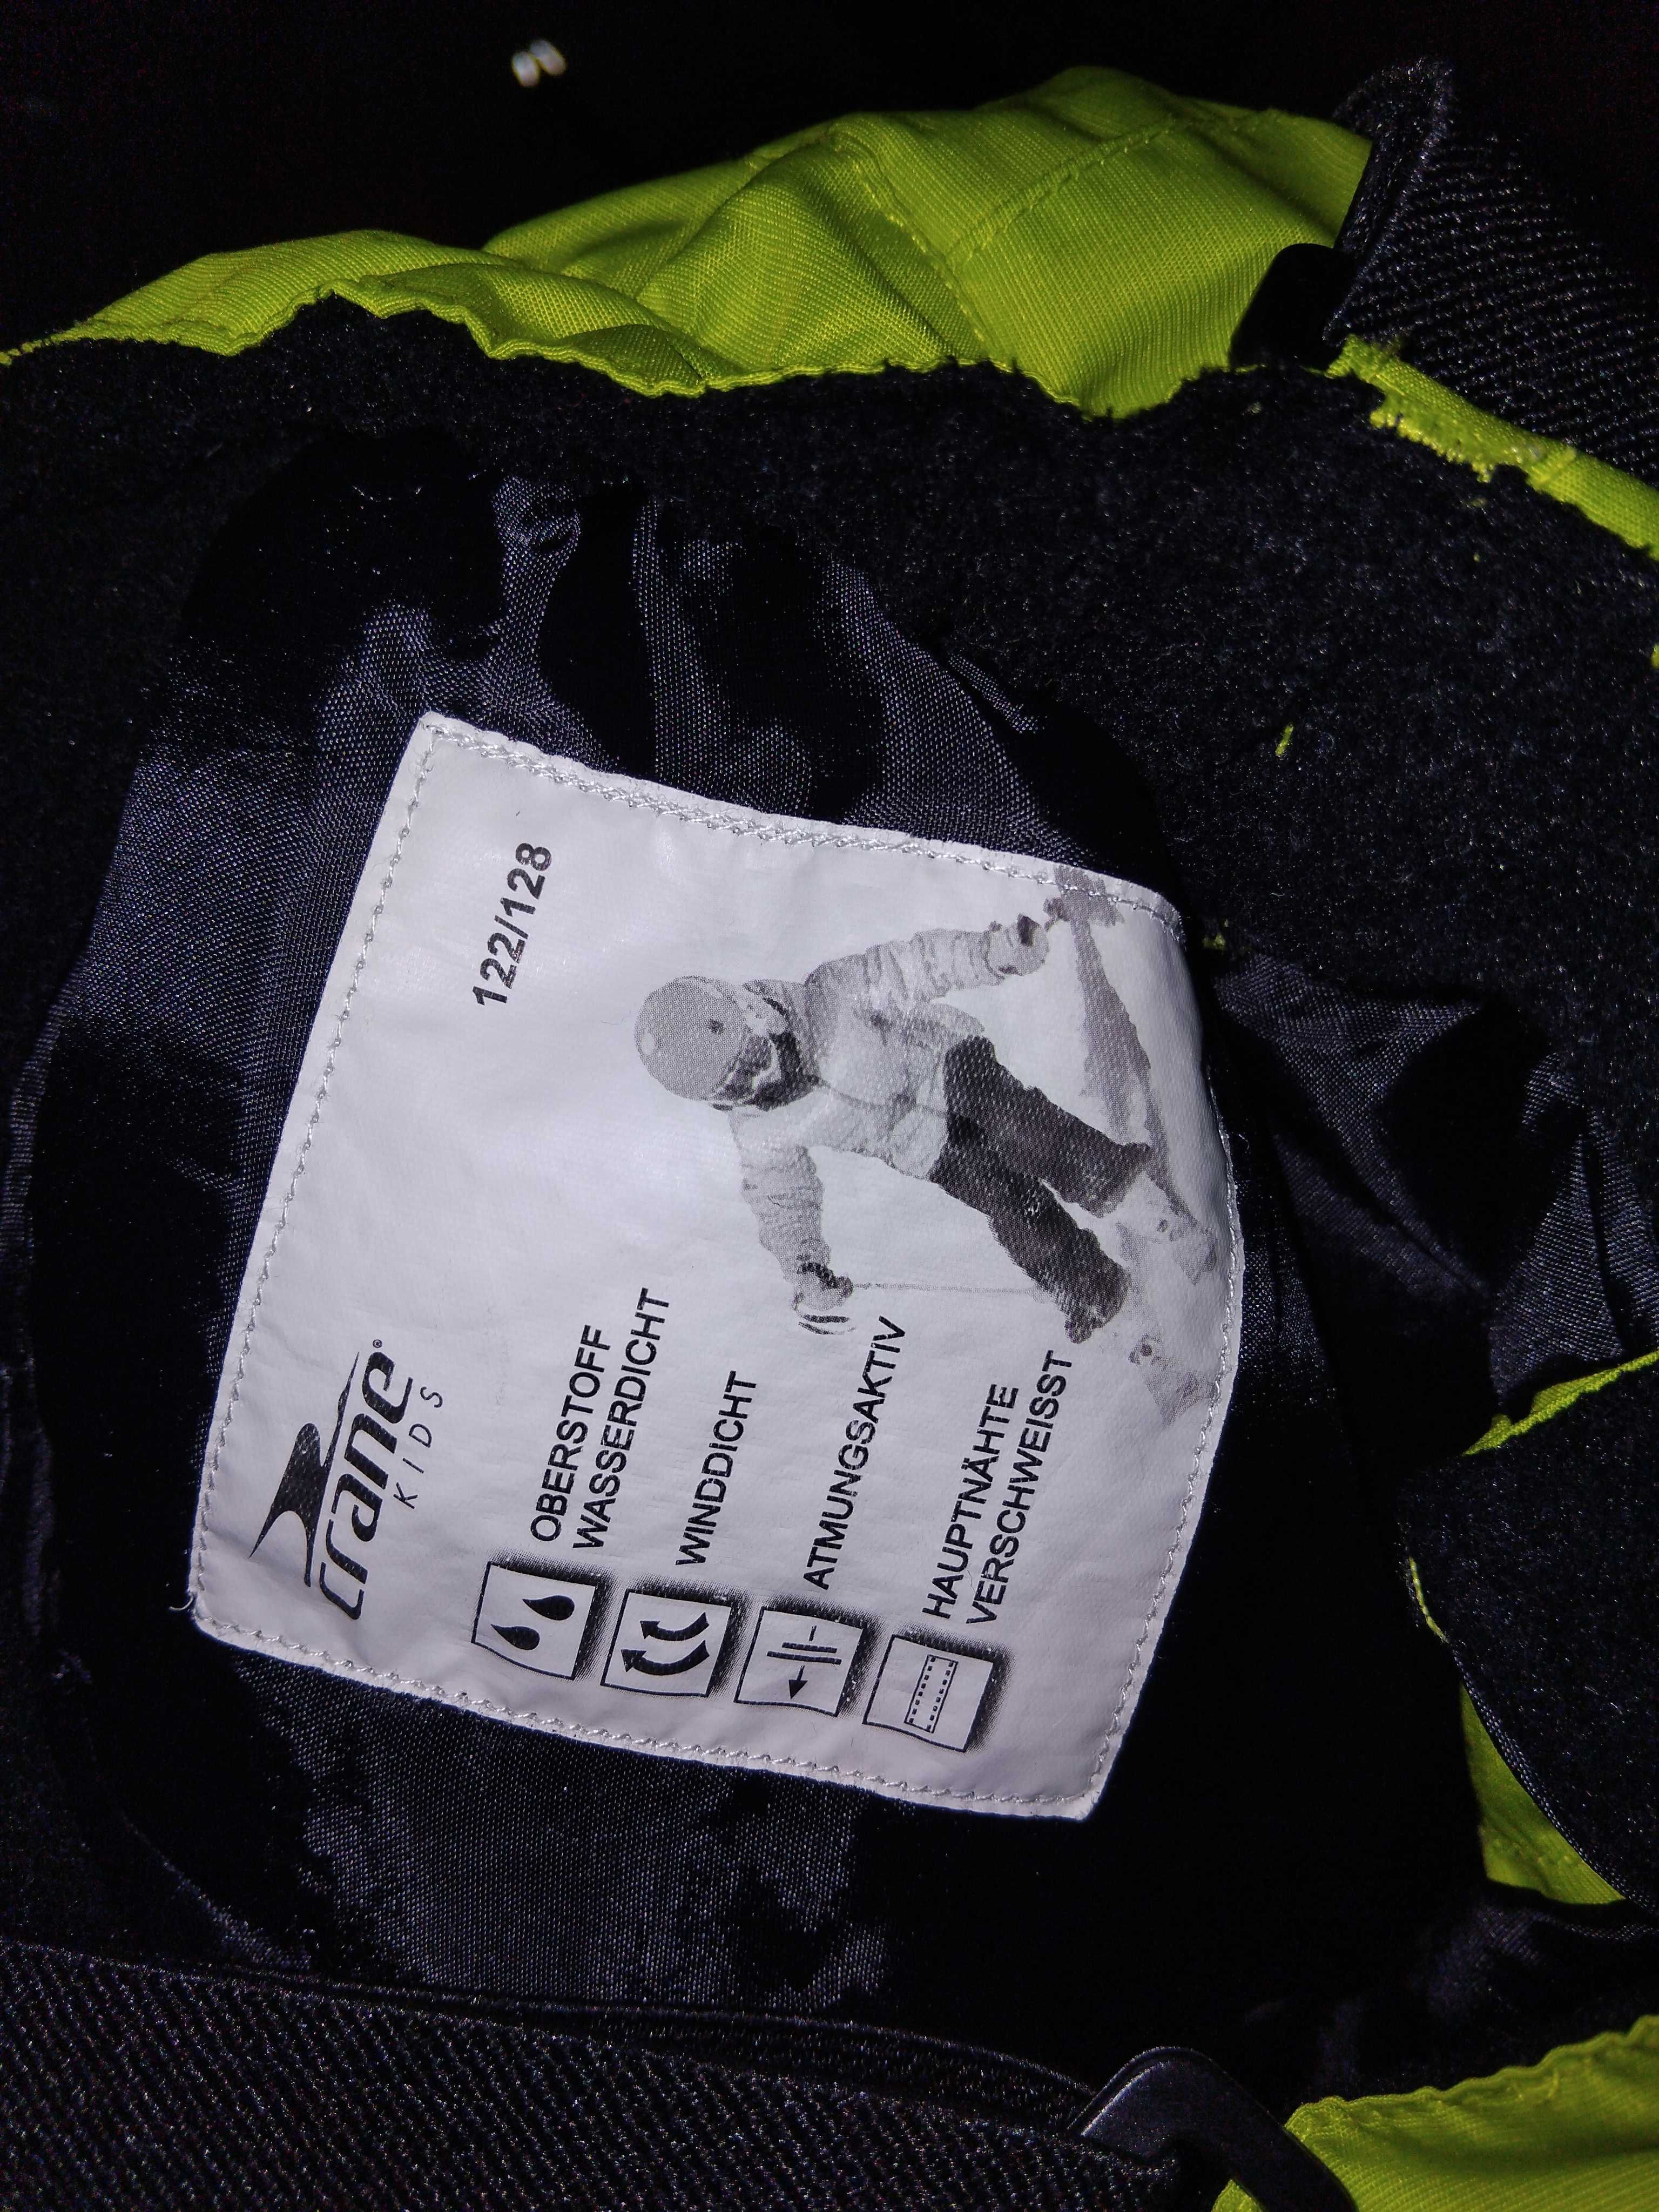 crane®
KIDS
122/128
OBERSTOFF
WASSERDICHT
WINDDICHT
ATMUNGSAKTIV
HAUPTNÄHTE
VERSCHWEISST